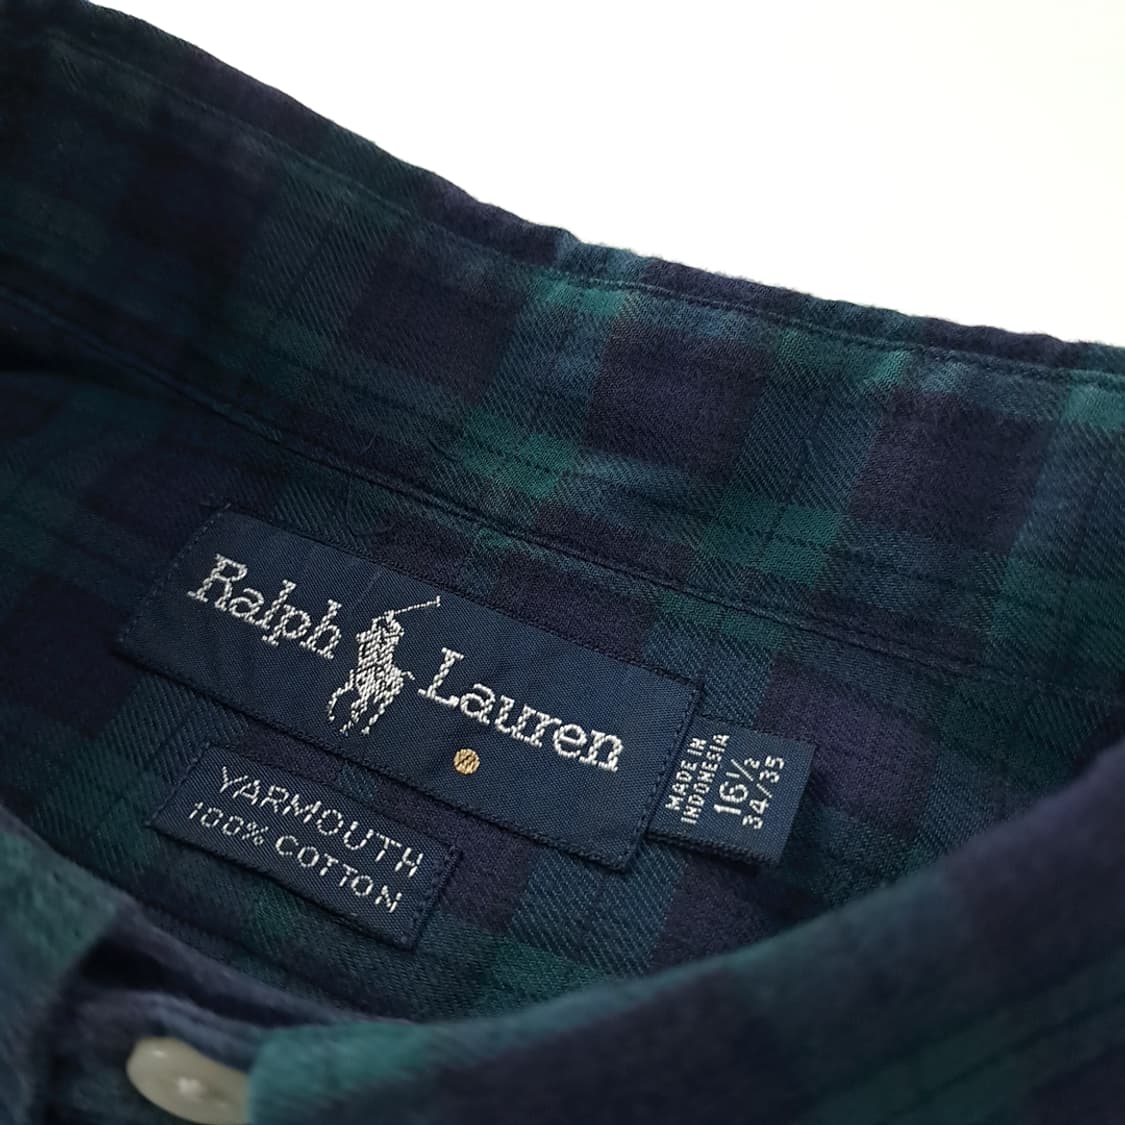 Ralph Lauren
YARMOUTH
100% COTTON
MADE IN
INDONESIA
16½
34/35